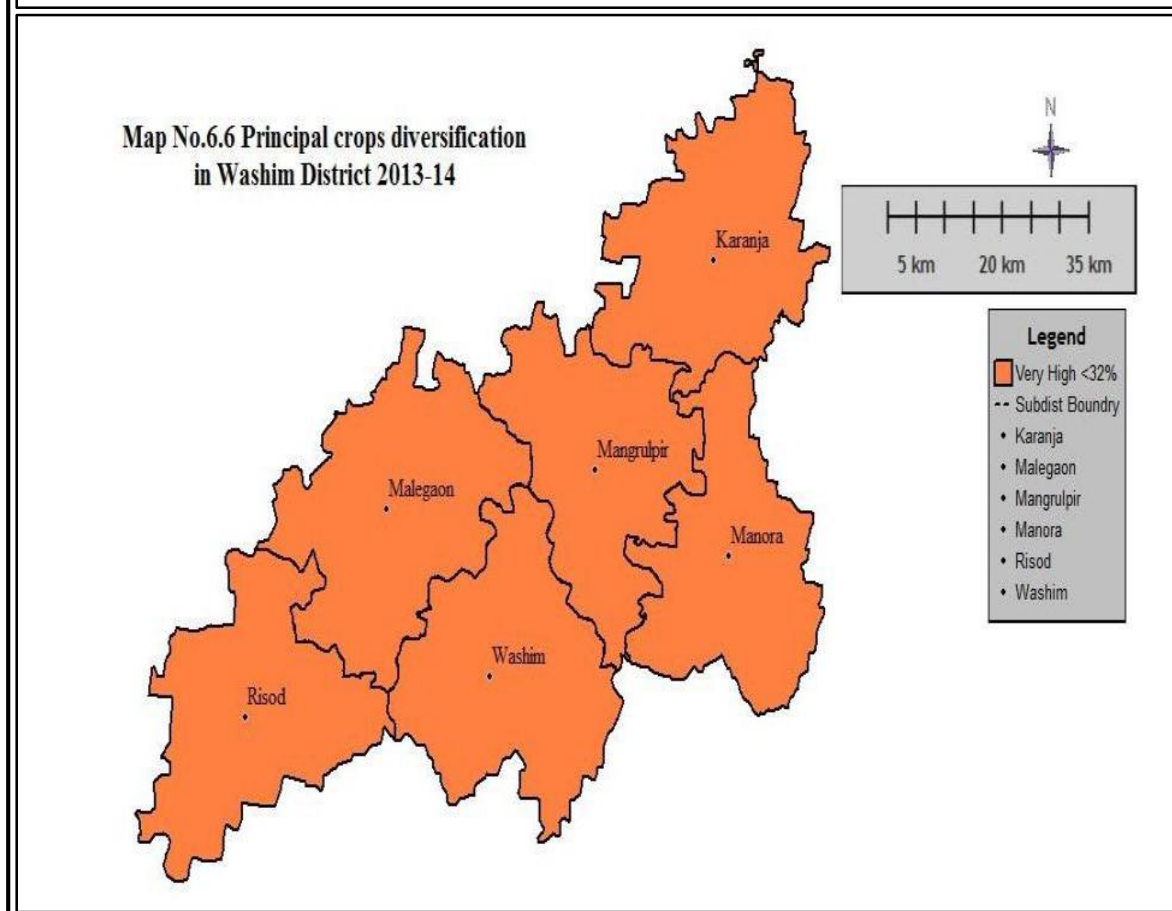 Map No.6.6 Principal crops diversification
in Washim District 2013-14
N
5 km 20 km 35 km
Karanja
Legend
Very High <32%
Subdist Boundry
Karanja
Malegaon
Mangrulpir
Manora
Risod
Washim
Mangrulpir
Malegaon
Manora
Washim
Risod